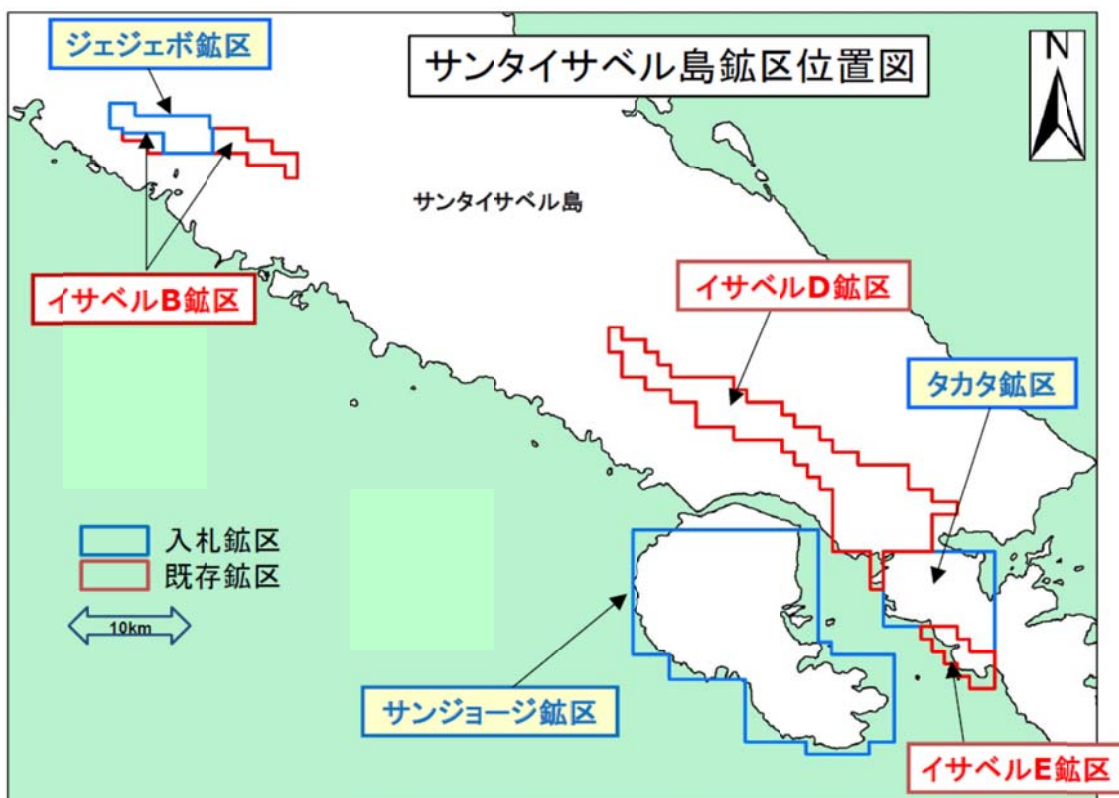 ジェジェボ鉱区
サンタイサベル島鉱区位置図
N
サンタイサベル島
イサベルB鉱区
イサベルD鉱区
タカタ鉱区
入札鉱区
既存鉱区
10km
サンジョージ鉱区
イサベルE鉱区